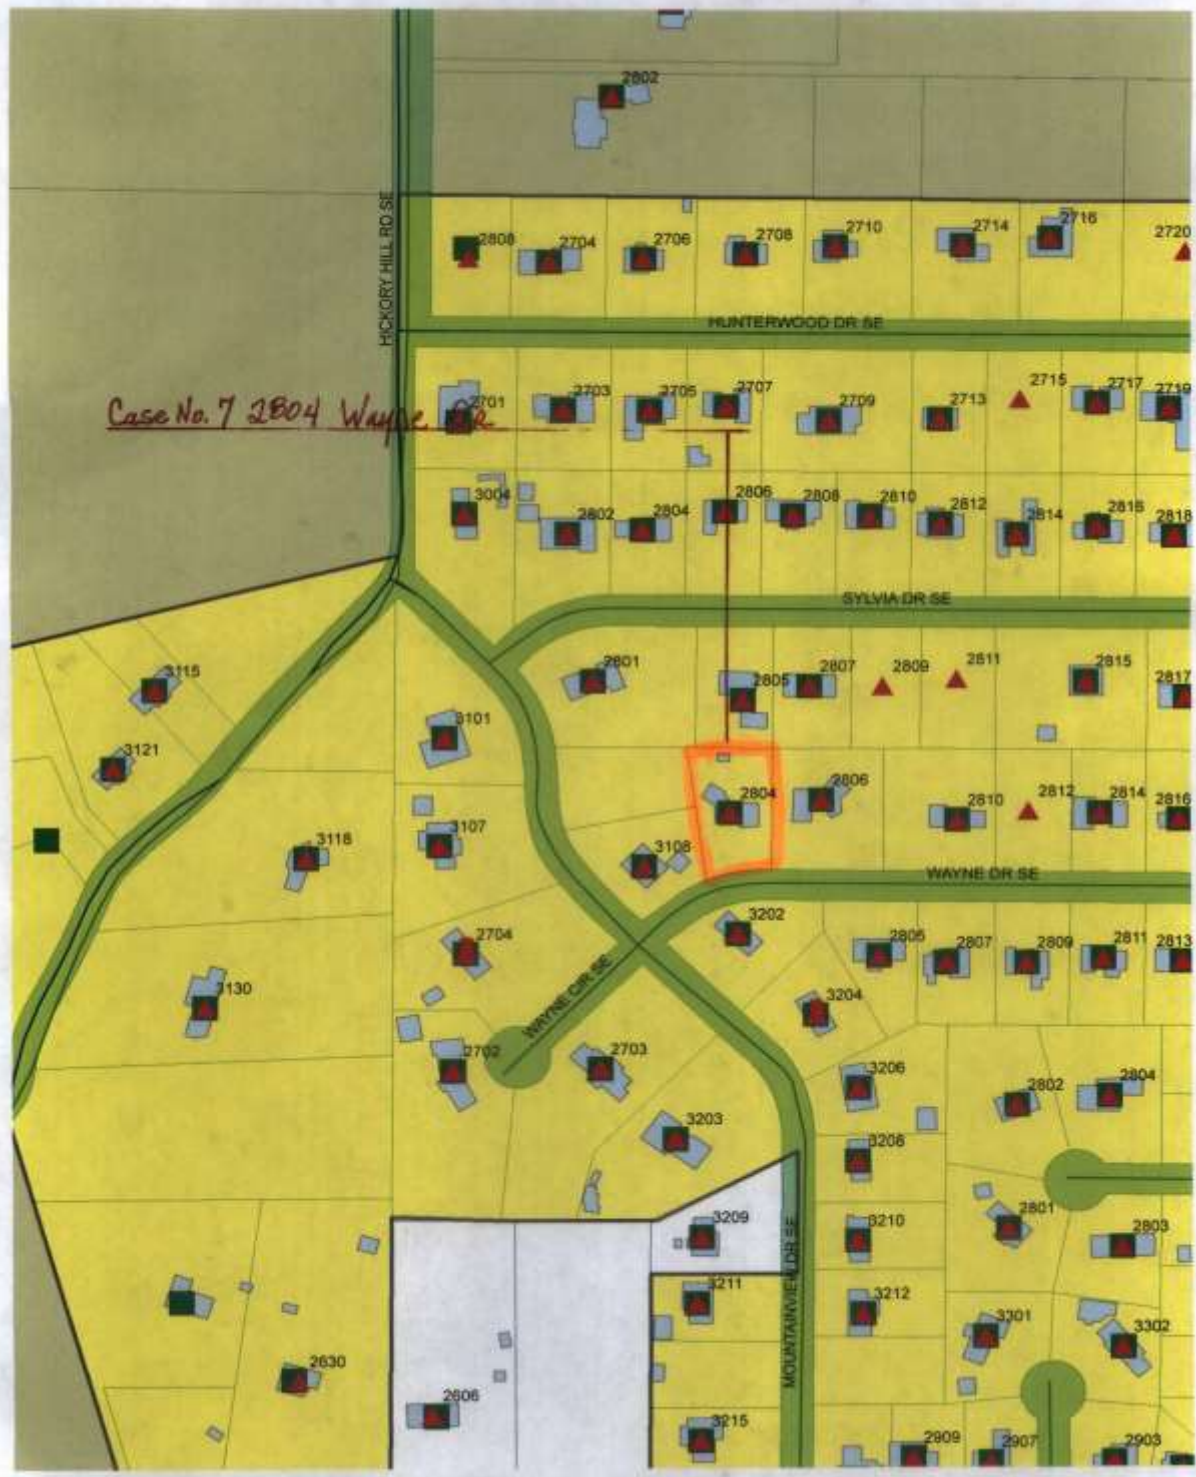 2802
2808 2704 2706 2708 2710 2714 2716 2720
HICKORY HILL RD SE
HUNTERWOOD DR SE
2701 2703 2705 2707 2709 2713 2715 2717 2719
Case No. 7 2804 Wayne DR
3004 2802 2804 2806 2808 2810 2812 2814 2816 2818
SYLVIA DR SE
3115 2801 2805 2807 2809 2811 2815 2817
3121 3101
2804 2806 2810 2812 2814 2816
3118 3107 3108
WAYNE DR SE
2704 3202 2805 2807 2809 2811 2813
WAYNE CIR SE
3130 3204
2702 2703 3206 2802 2804
3203 3208
3209 3210 2801 2803
MOUNTAINVIEW DR SE
3211 3212 3301 3302
2630
2606 3215 2909 2907 2903